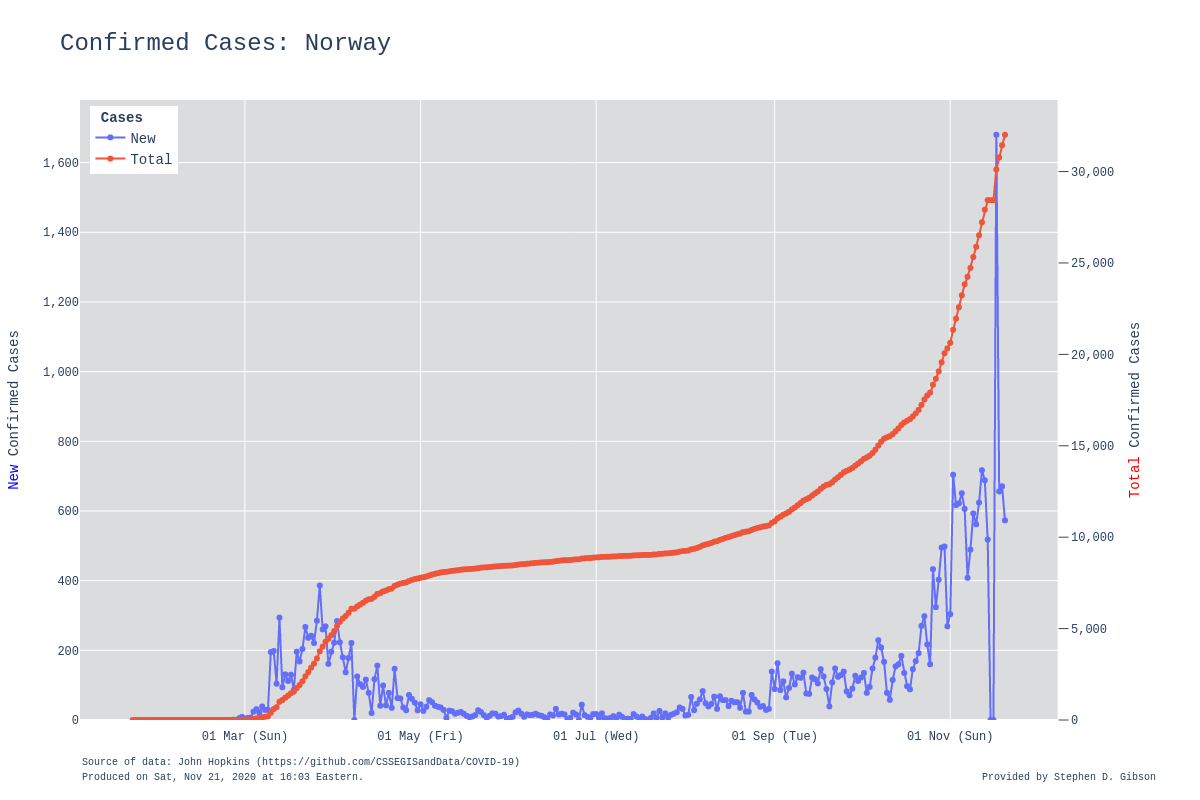 Confirmed Cases: Norway
Cases
New
Total
1,600
1,400
1,200
1,000
800
600
400
200
0
30,000
25,000
20,000
15,000
10,000
5,000
0
New Confirmed Cases
Total Confirmed Cases
01 Mar (Sun)
01 May (Fri)
01 Jul (Wed)
01 Sep (Tue)
01 Nov (Sun)
Source of data: John Hopkins (https://github.com/CSSEGISandData/COVID-19)
Produced on Sat, Nov 21, 2020 at 16:03 Eastern.
Provided by Stephen D. Gibson